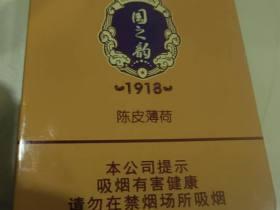 国之韵
1918
陈皮薄荷
本公司提示
吸烟有害健康
请勿在禁烟场所吸烟